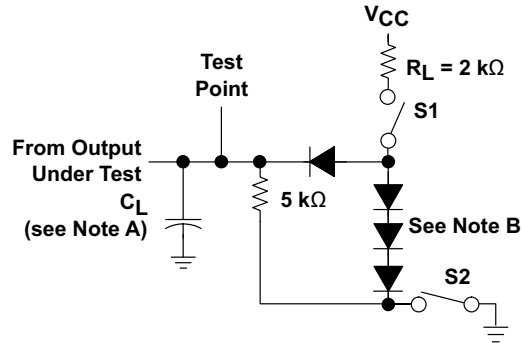 VCC
RL = 2 kΩ
Test
Point
S1
From Output
Under Test
CL
(see Note A)
5 kΩ
See Note B
S2